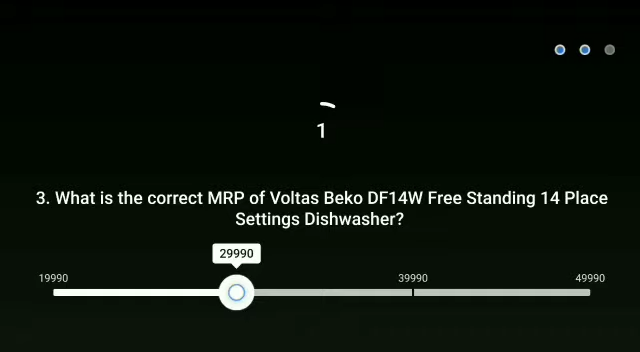 1
3. What is the correct MRP of Voltas Beko DF14W Free Standing 14 Place
Settings Dishwasher?
29990
19990
39990
49990